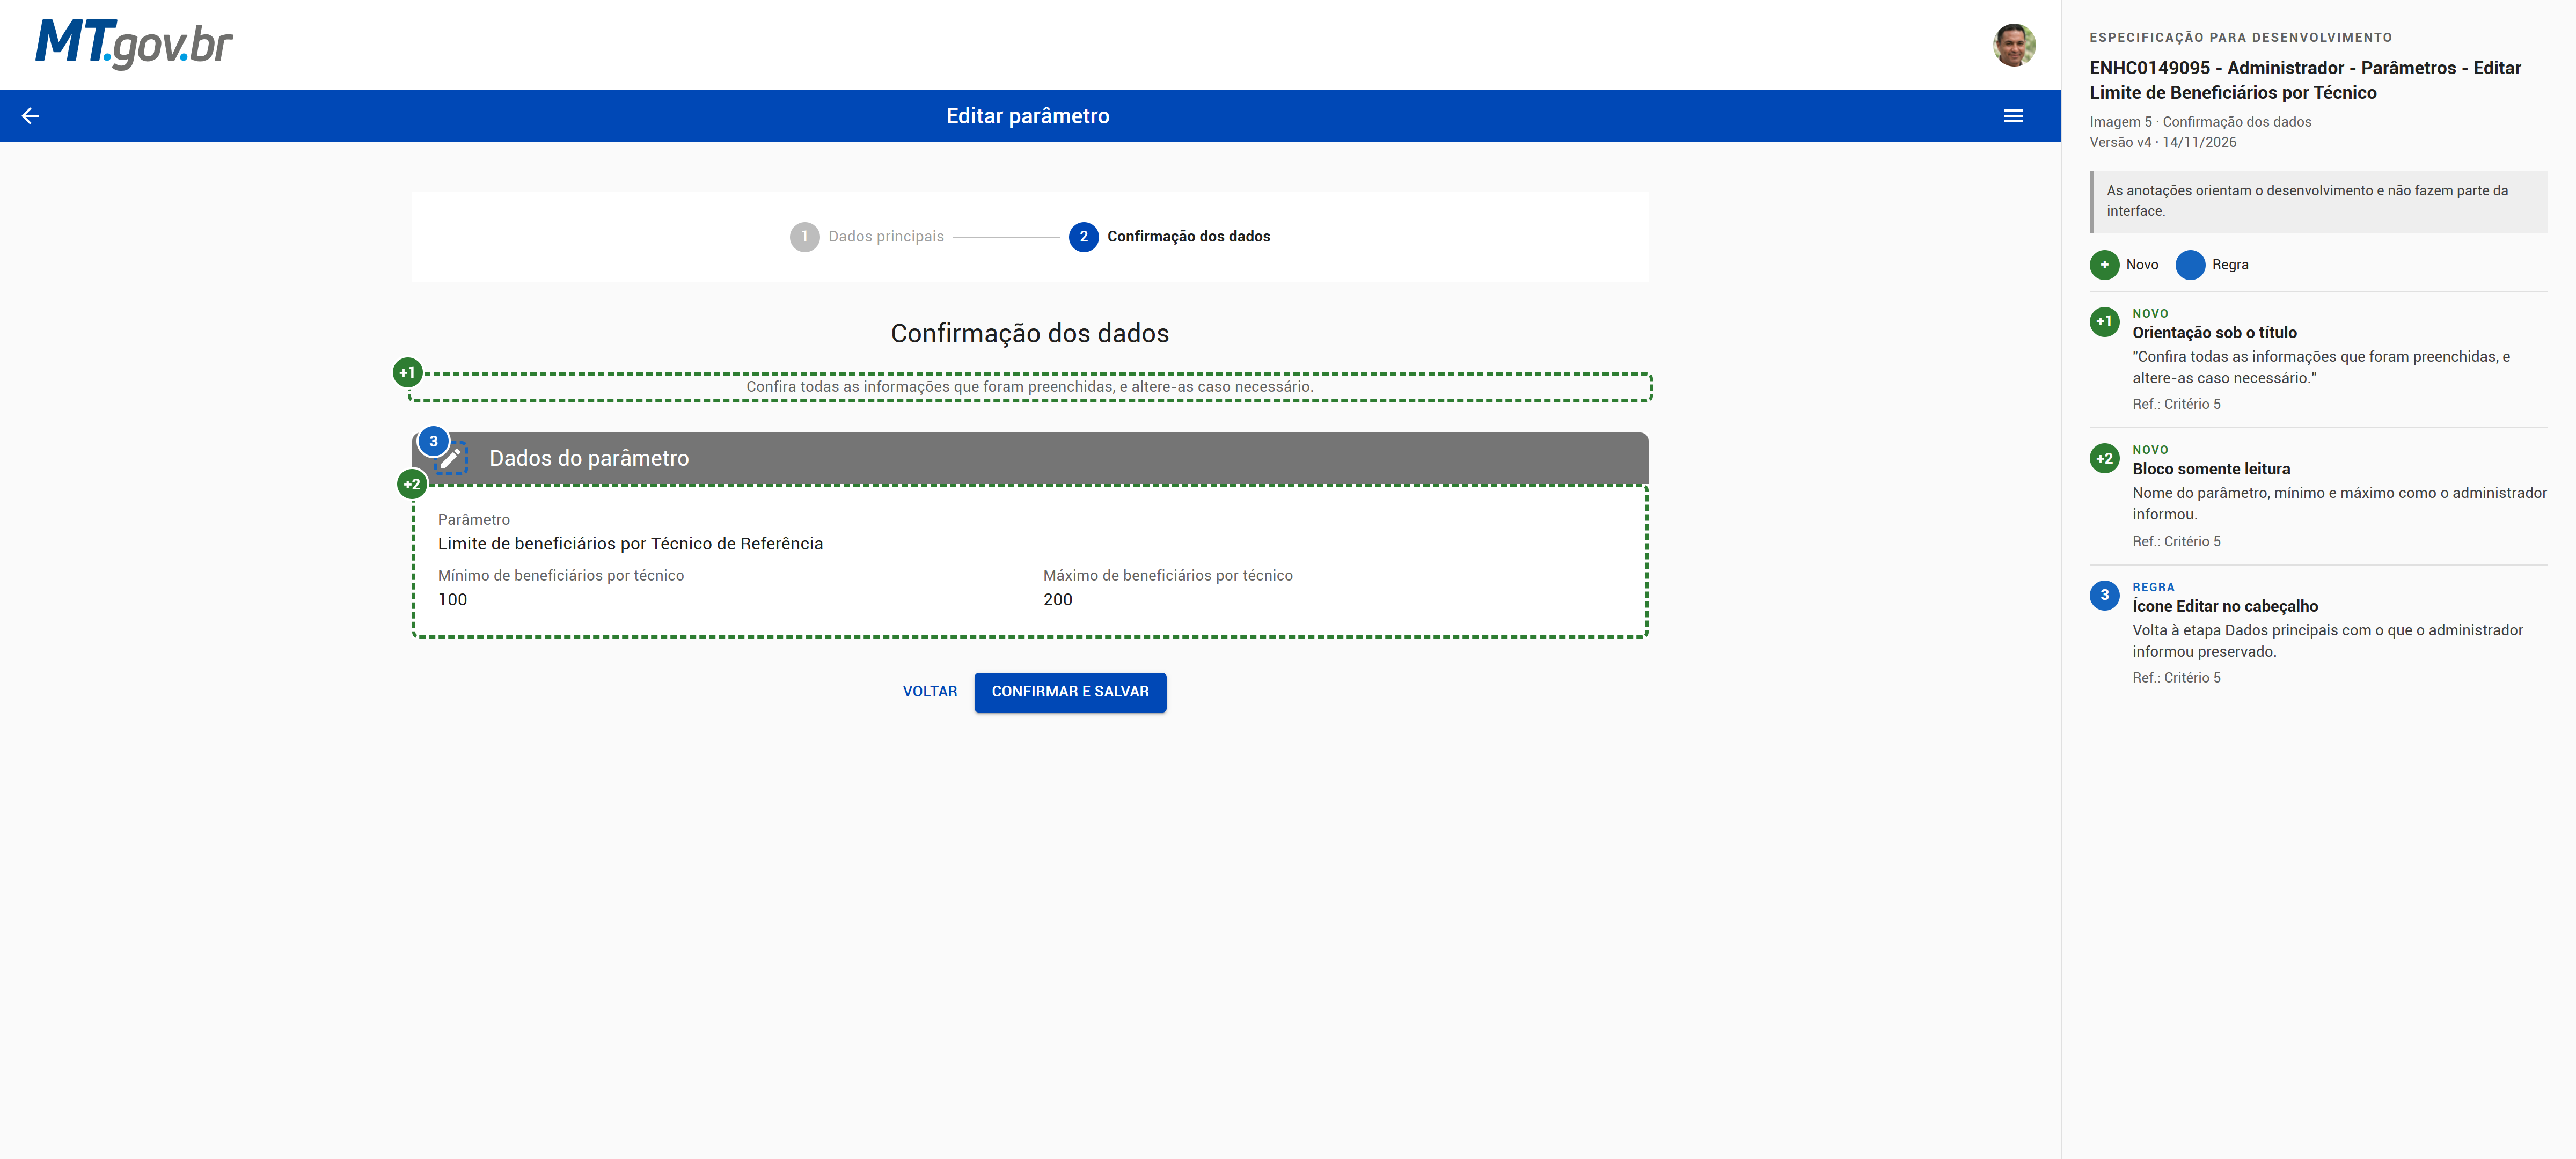 MT.gov.br
Editar parâmetro
1 Dados principais 2 Confirmação dos dados
Confirmação dos dados
+1
Confira todas as informações que foram preenchidas, e altere-as caso necessário.
3
Dados do parâmetro
+2
Parâmetro
Limite de beneficiários por Técnico de Referência
Mínimo de beneficiários por técnico Máximo de beneficiários por técnico
100 200
VOLTAR CONFIRMAR E SALVAR
ESPECIFICAÇÃO PARA DESENVOLVIMENTO
ENHC0149095 - Administrador - Parâmetros - Editar
Limite de Beneficiários por Técnico
Imagem 5 · Confirmação dos dados
Versão v4 · 14/11/2026
As anotações orientam o desenvolvimento e não fazem parte da
interface.
+ Novo Regra
+1 NOVO
Orientação sob o título
"Confira todas as informações que foram preenchidas, e
altere-as caso necessário."
Ref.: Critério 5
+2 NOVO
Bloco somente leitura
Nome do parâmetro, mínimo e máximo como o administrador
informou.
Ref.: Critério 5
3 REGRA
Ícone Editar no cabeçalho
Volta à etapa Dados principais com o que o administrador
informou preservado.
Ref.: Critério 5